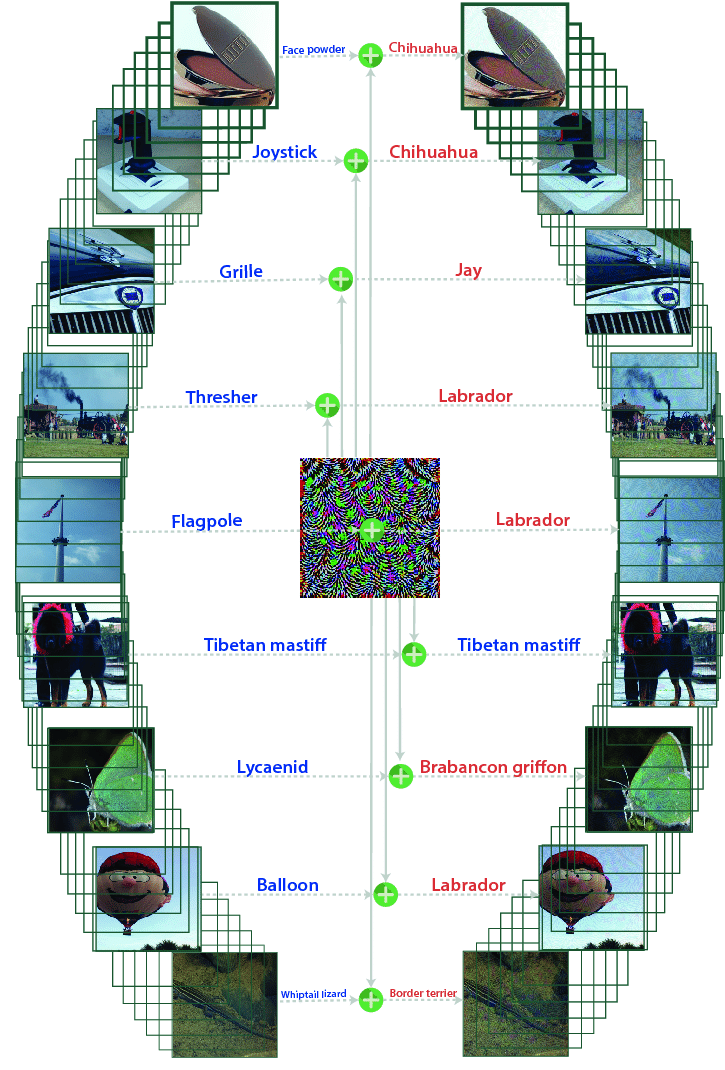 Face powder
Chihuahua
Joystick
Chihuahua
Grille
Jay
Thresher
Labrador
Flagpole
Labrador
Tibetan mastiff
Tibetan mastiff
Lycaenid
Brabancon griffon
Balloon
Labrador
Whiptail lizard
Border terrier